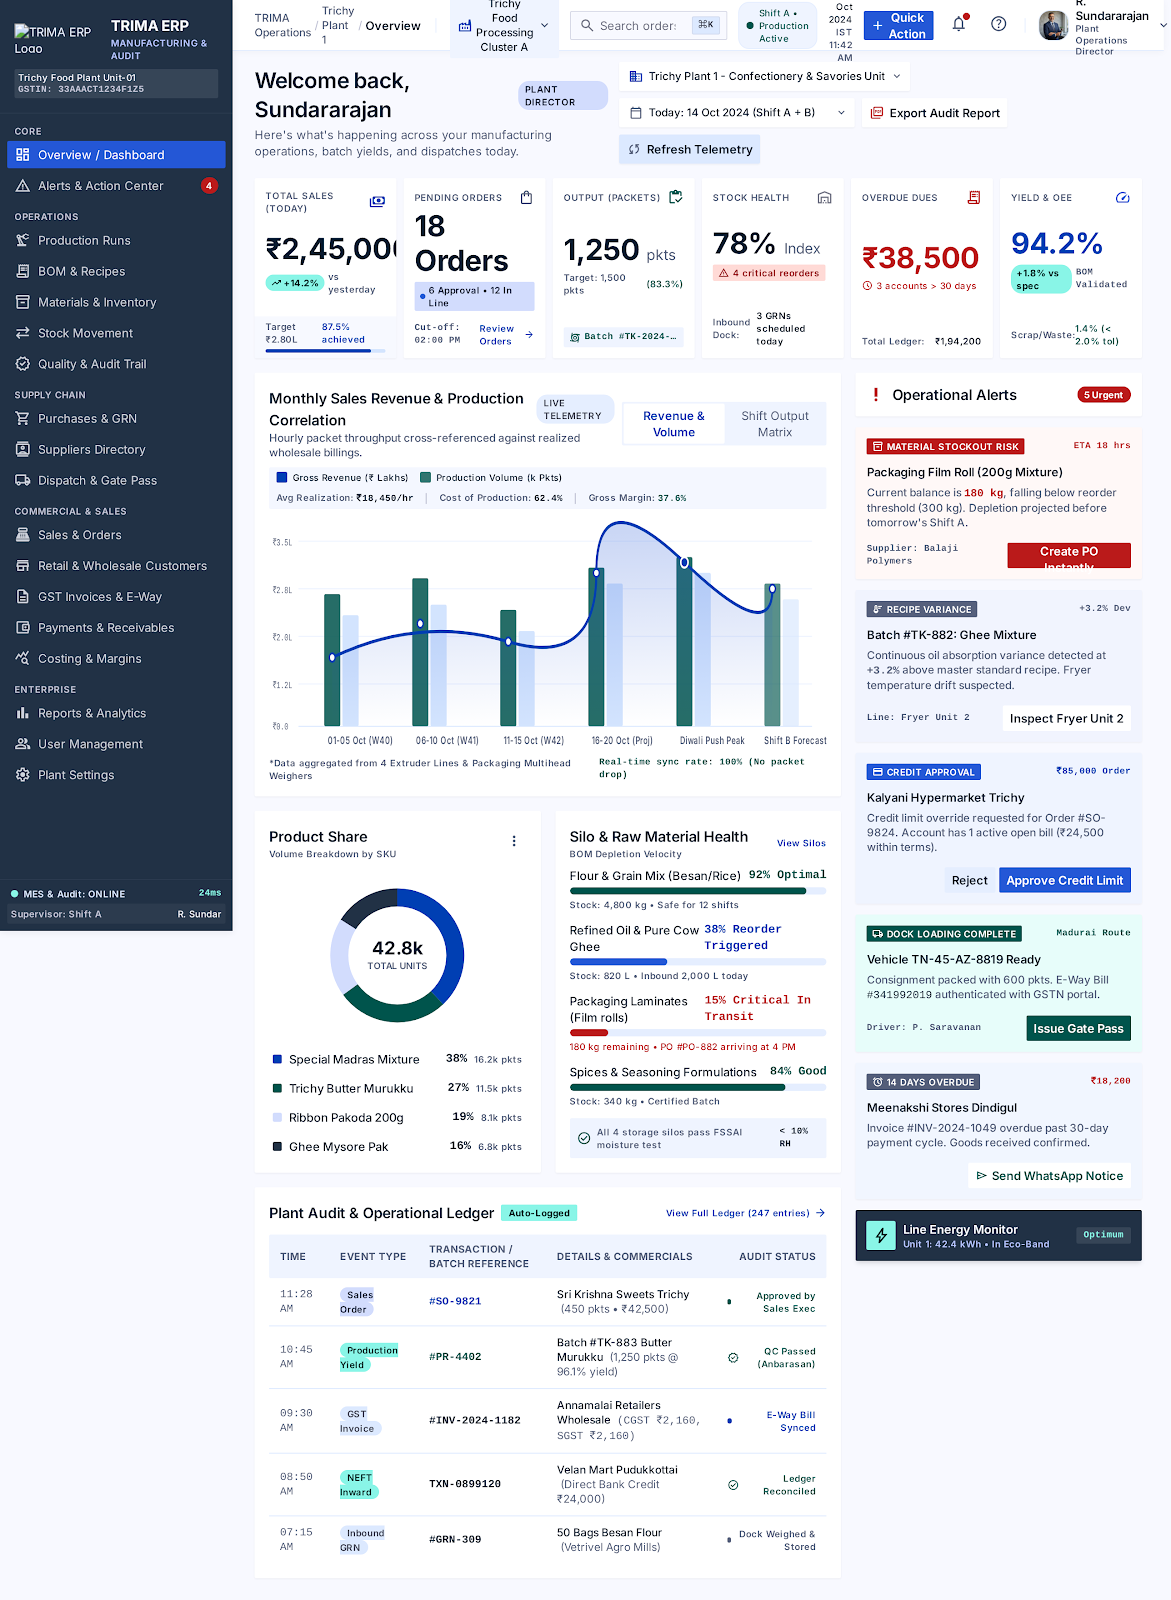 TRIMA ERP Logo
TRIMA ERP
MANUFACTURING & AUDIT
Trichy Food Plant Unit-01
GSTIN: 33AAACT1234F1Z5
CORE
Overview / Dashboard
Alerts & Action Center 4
OPERATIONS
Production Runs
BOM & Recipes
Materials & Inventory
Stock Movement
Quality & Audit Trail
SUPPLY CHAIN
Purchases & GRN
Suppliers Directory
Dispatch & Gate Pass
COMMERCIAL & SALES
Sales & Orders
Retail & Wholesale Customers
GST Invoices & E-Way
Payments & Receivables
Costing & Margins
ENTERPRISE
Reports & Analytics
User Management
Plant Settings
MES & Audit: ONLINE 24ms
Supervisor: Shift A R. Sundar
TRIMA Operations / Trichy Plant 1 / Overview
Trichy Food Processing Cluster A
Search order: ⌘K
Shift A • Production Active
Oct 2024 IST 11:42 AM
+ Quick Action
R. Sundararajan
Plant Operations Director
Welcome back, Sundararajan
PLANT DIRECTOR
Here's what's happening across your manufacturing
operations, batch yields, and dispatches today.
Trichy Plant 1 - Confectionery & Savories Unit
Today: 14 Oct 2024 (Shift A + B)
Export Audit Report
Refresh Telemetry
TOTAL SALES (TODAY)
₹2,45,000
+14.2% vs yesterday
Target ₹2.80L 87.5% achieved
PENDING ORDERS
18 Orders
6 Approval • 12 In Line
Cut-off: 02:00 PM Review Orders →
OUTPUT (PACKETS)
1,250 pkts
Target: 1,500 pkts (83.3%)
Batch #TK-2024-…
STOCK HEALTH
78% Index
4 critical reorders
Inbound Dock: 3 GRNs scheduled today
OVERDUE DUES
₹38,500
3 accounts > 30 days
Total Ledger: ₹1,94,200
YIELD & OEE
94.2%
+1.8% vs spec BOM Validated
Scrap/Waste: 1.4% (< 2.0% tol)
Monthly Sales Revenue & Production Correlation
LIVE TELEMETRY
Hourly packet throughput cross-referenced against realized
wholesale billings.
Revenue & Volume
Shift Output Matrix
Gross Revenue (₹ Lakhs) Production Volume (k Pkts)
Avg Realization: ₹18,450/hr | Cost of Production: 62.4% | Gross Margin: 37.6%
₹3.5L
₹2.8L
₹2.0L
₹1.2L
₹0.0
01-05 Oct (W40) 06-10 Oct (W41) 11-15 Oct (W42) 16-20 Oct (Proj) Diwali Push Peak Shift B Forecast
*Data aggregated from 4 Extruder Lines & Packaging Multihead Weighers
Real-time sync rate: 100% (No packet drop)
Product Share
Volume Breakdown by SKU
42.8k
TOTAL UNITS
Special Madras Mixture 38% 16.2k pkts
Trichy Butter Murukku 27% 11.5k pkts
Ribbon Pakoda 200g 19% 8.1k pkts
Ghee Mysore Pak 16% 6.8k pkts
Silo & Raw Material Health
BOM Depletion Velocity
View Silos
Flour & Grain Mix (Besan/Rice) 92% Optimal
Stock: 4,800 kg • Safe for 12 shifts
Refined Oil & Pure Cow Ghee 38% Reorder Triggered
Stock: 820 L • Inbound 2,000 L today
Packaging Laminates (Film rolls) 15% Critical In Transit
180 kg remaining • PO #PO-882 arriving at 4 PM
Spices & Seasoning Formulations 84% Good
Stock: 340 kg • Certified Batch
All 4 storage silos pass FSSAI moisture test < 10% RH
Plant Audit & Operational Ledger Auto-Logged
View Full Ledger (247 entries) →
TIME EVENT TYPE TRANSACTION / BATCH REFERENCE DETAILS & COMMERCIALS AUDIT STATUS
11:28 AM Sales Order #SO-9821 Sri Krishna Sweets Trichy (450 pkts • ₹42,500) Approved by Sales Exec
10:45 AM Production Yield #PR-4402 Batch #TK-883 Butter Murukku (1,250 pkts @ 96.1% yield) QC Passed (Anbarasan)
09:30 AM GST Invoice #INV-2024-1182 Annamalai Retailers Wholesale (CGST ₹2,160, SGST ₹2,160) E-Way Bill Synced
08:50 AM NEFT Inward TXN-0899120 Velan Mart Pudukkottai (Direct Bank Credit ₹24,000) Ledger Reconciled
07:15 AM Inbound GRN #GRN-309 50 Bags Besan Flour (Vetrivel Agro Mills) Dock Weighed & Stored
Operational Alerts 5 Urgent
MATERIAL STOCKOUT RISK ETA 18 hrs
Packaging Film Roll (200g Mixture)
Current balance is 180 kg, falling below reorder
threshold (300 kg). Depletion projected before
tomorrow's Shift A.
Supplier: Balaji Polymers
Create PO Instantly
RECIPE VARIANCE +3.2% Dev
Batch #TK-882: Ghee Mixture
Continuous oil absorption variance detected at
+3.2% above master standard recipe. Fryer
temperature drift suspected.
Line: Fryer Unit 2 Inspect Fryer Unit 2
CREDIT APPROVAL ₹85,000 Order
Kalyani Hypermarket Trichy
Credit limit override requested for Order #SO-
9824. Account has 1 active open bill (₹24,500
within terms).
Reject Approve Credit Limit
DOCK LOADING COMPLETE Madurai Route
Vehicle TN-45-AZ-8819 Ready
Consignment packed with 600 pkts. E-Way Bill
#341992019 authenticated with GSTN portal.
Driver: P. Saravanan Issue Gate Pass
14 DAYS OVERDUE ₹18,200
Meenakshi Stores Dindigul
Invoice #INV-2024-1049 overdue past 30-day
payment cycle. Goods received confirmed.
Send WhatsApp Notice
Line Energy Monitor
Unit 1: 42.4 kWh • In Eco-Band
Optimum